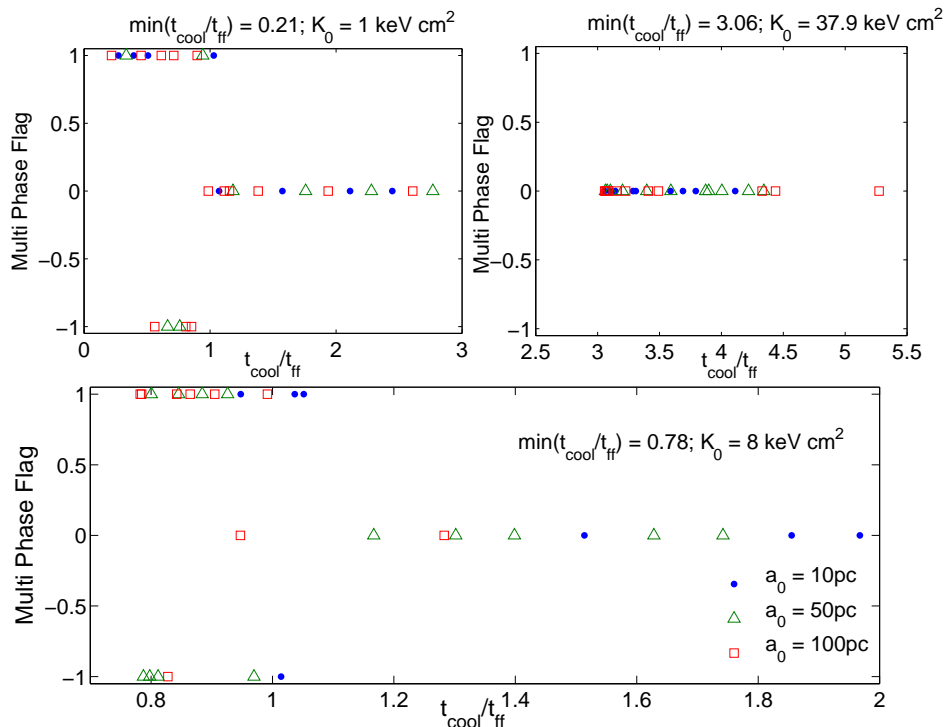 min(t_cool/t_ff) = 0.21; K_0 = 1 keV cm^2
Multi Phase Flag
1
0.5
0
−0.5
−1
0 1 2 3
t_cool/t_ff
min(t_cool/t_ff) = 3.06; K_0 = 37.9 keV cm^2
Multi Phase Flag
1
0.5
0
−0.5
−1
2.5 3 3.5 4 4.5 5 5.5
t_cool/t_ff
min(t_cool/t_ff) = 0.78; K_0 = 8 keV cm^2
Multi Phase Flag
1
0.5
0
−0.5
−1
a_0 = 10pc
a_0 = 50pc
a_0 = 100pc
0.8 1 1.2 1.4 1.6 1.8 2
t_cool/t_ff